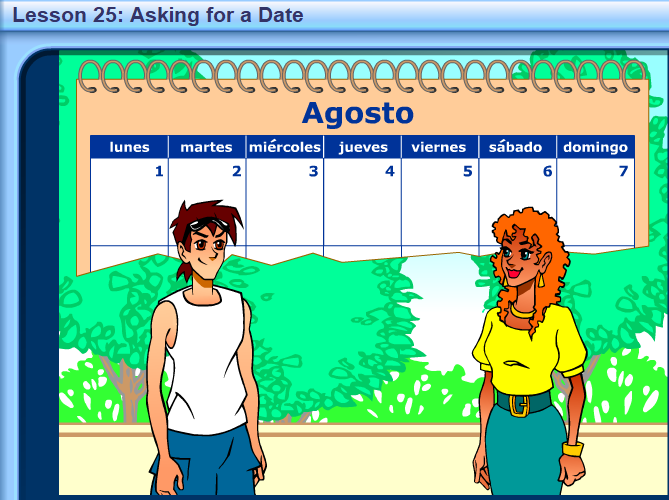 Lesson 25: Asking for a Date
Agosto
lunes martes miércoles jueves viernes sábado domingo
1 2 3 4 5 6 7
G